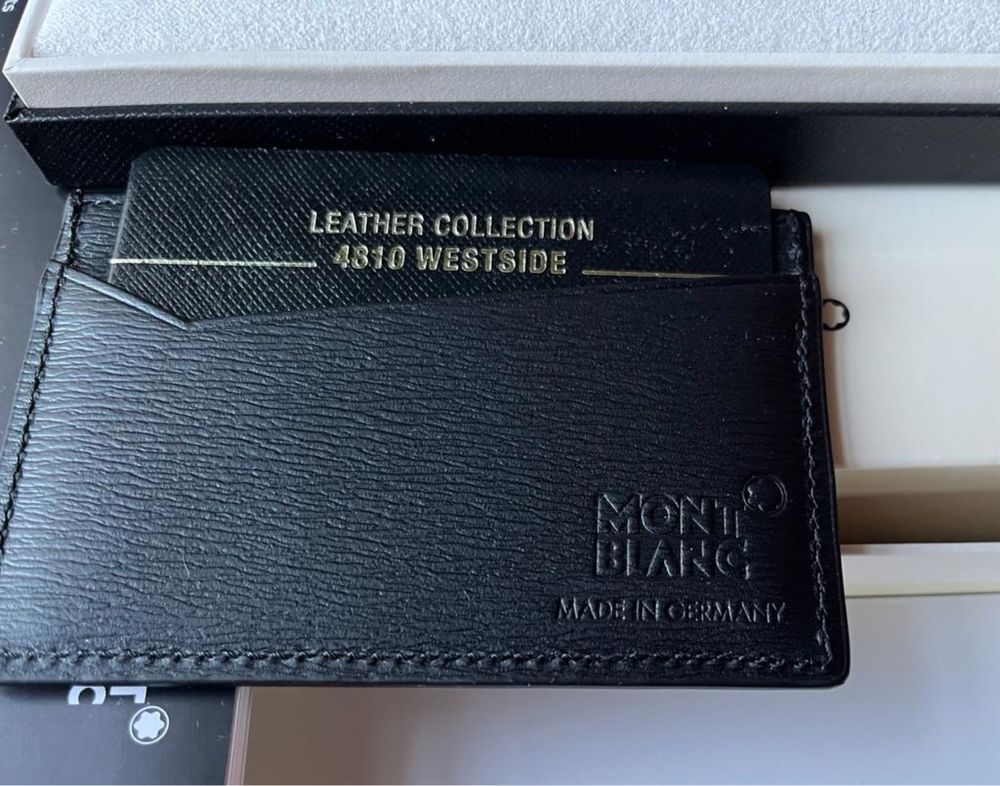 LEATHER COLLECTION
4810 WESTSIDE
MONT
BLANC
MADE IN GERMANY